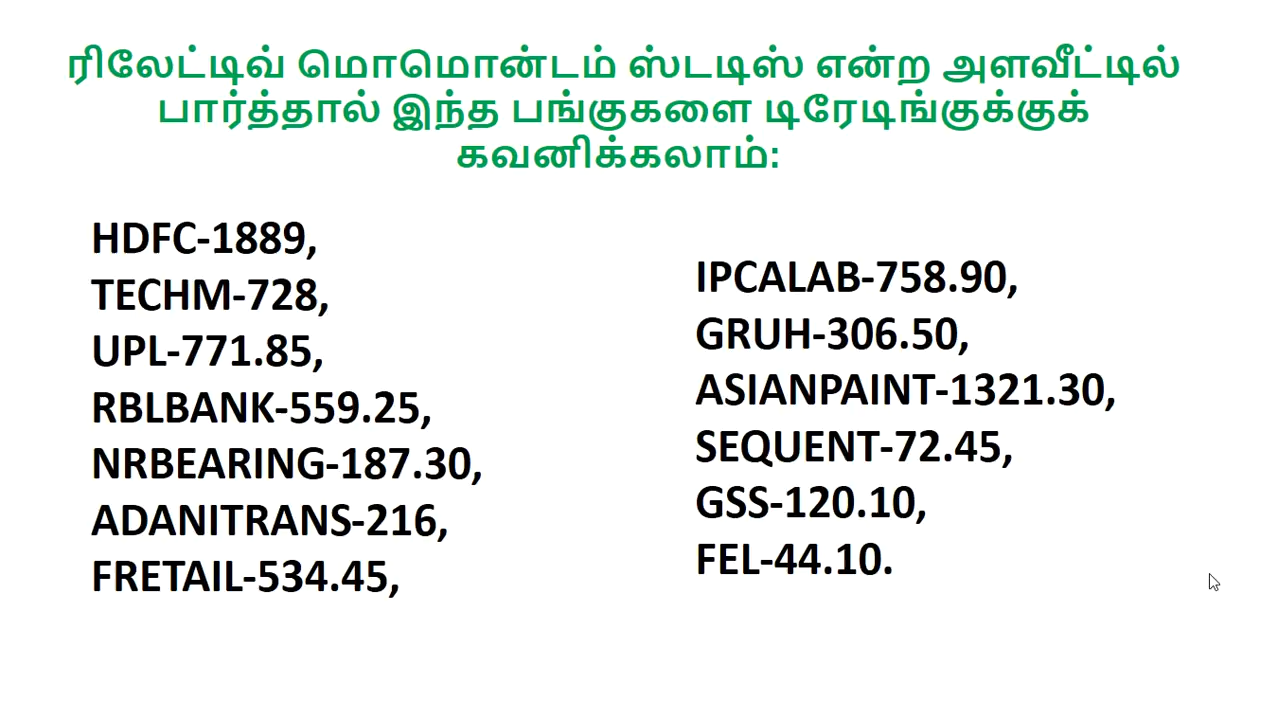 ரிலேட்டிவ் மொமொன்டம் ஸ்டடிஸ் என்ற அளவீட்டில்
பார்த்தால் இந்த பங்குகளை டிரேடிங்குக்குக்
கவனிக்கலாம்:
HDFC-1889,
TECHM-728,
UPL-771.85,
RBLBANK-559.25,
NRBEARING-187.30,
ADANITRANS-216,
FRETAIL-534.45,
IPCALAB-758.90,
GRUH-306.50,
ASIANPAINT-1321.30,
SEQUENT-72.45,
GSS-120.10,
FEL-44.10.